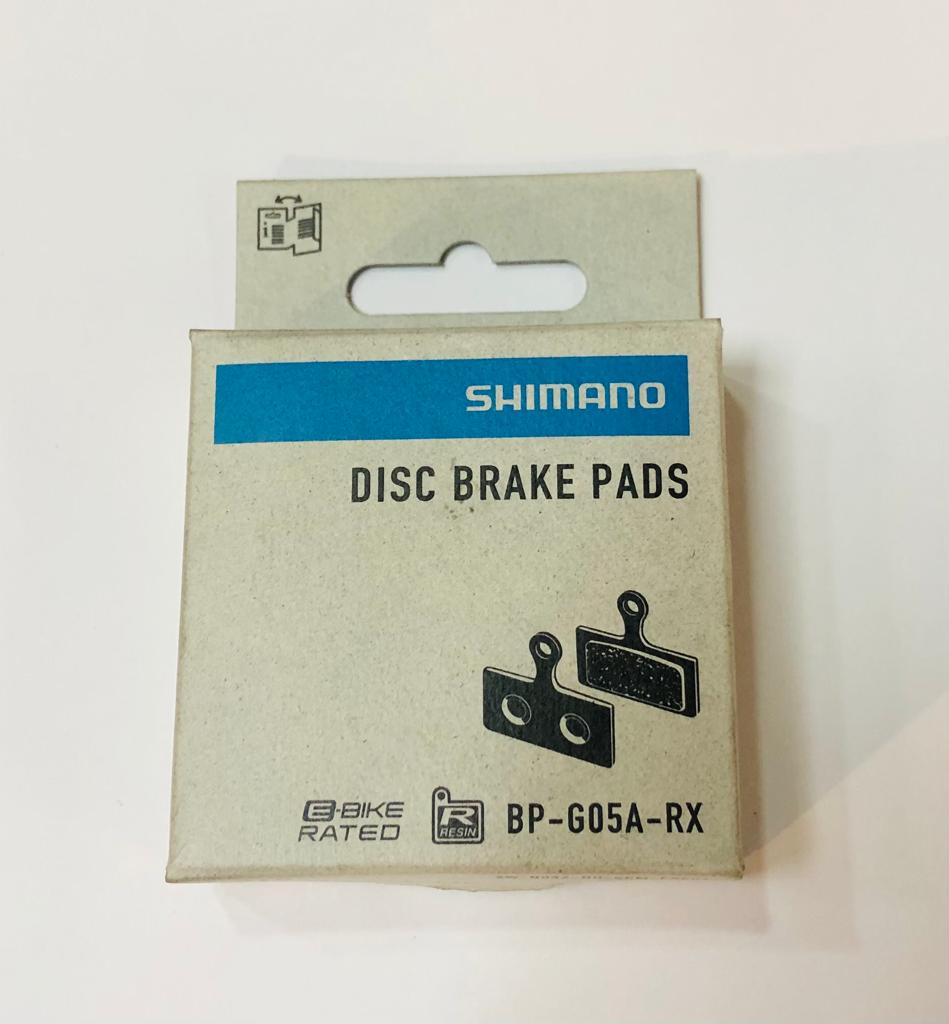 SHIMANO
DISC BRAKE PADS
E-BIKE
RATED
R
RESIN
BP-G05A-RX